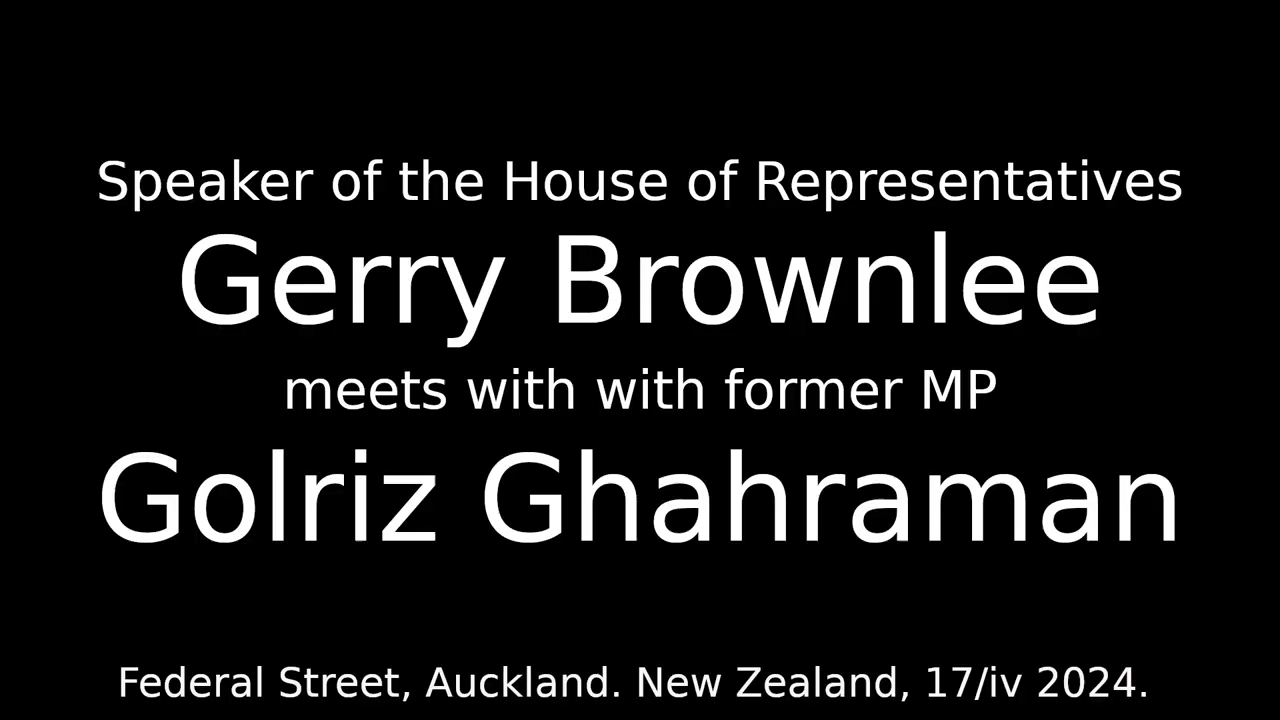 Speaker of the House of Representatives
Gerry Brownlee
meets with with former MP
Golriz Ghahraman
Federal Street, Auckland. New Zealand, 17/iv 2024.